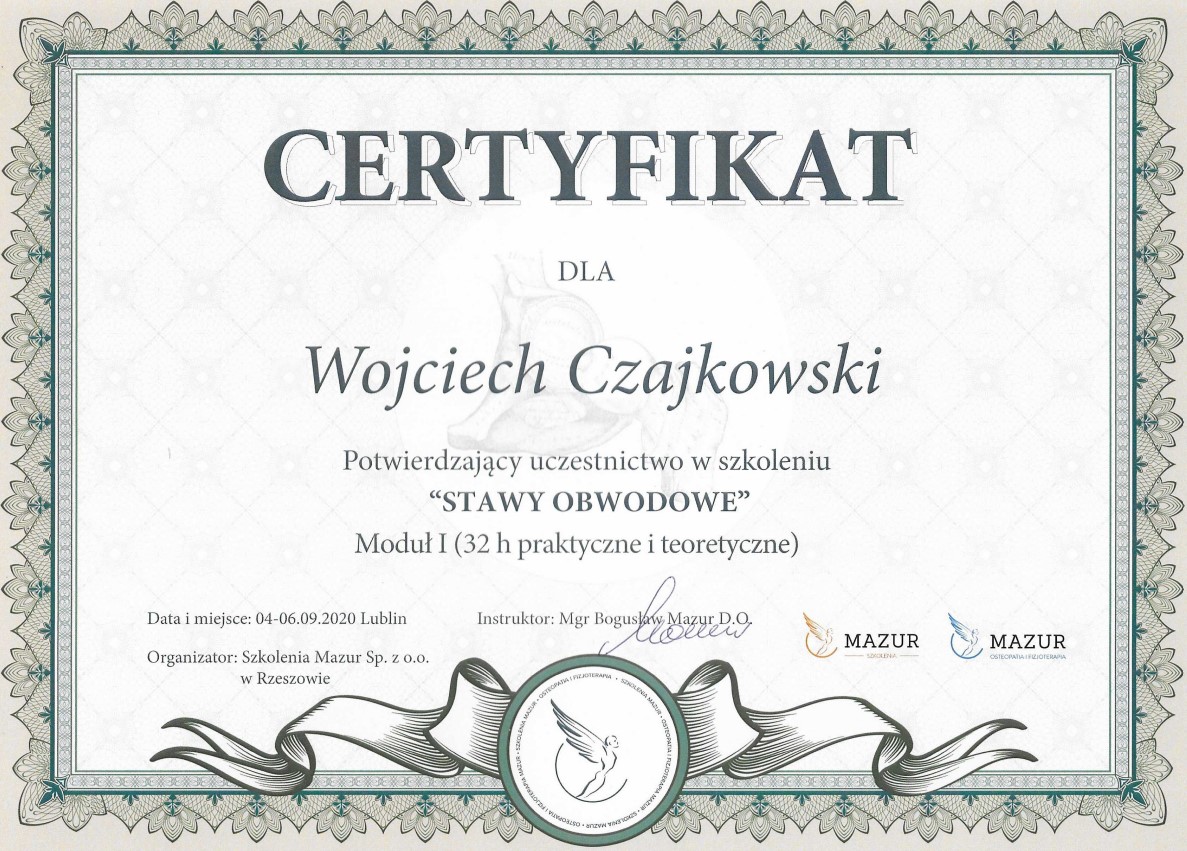 CERTYFIKAT
DLA
Wojciech Czajkowski
Potwierdzający uczestnictwo w szkoleniu
“STAWY OBWODOWE”
Moduł I (32 h praktyczne i teoretyczne)
Data i miejsce: 04-06.09.2020 Lublin
Instruktor: Mgr Bogusław Mazur D.O.
Organizator: Szkolenia Mazur Sp. z o.o.
w Rzeszowie
MAZUR
SZKOLENIA
MAZUR
OSTEOPATIA I FIZJOTERAPIA
OSTEOPATIA I FIZJOTERAPIA • SZKOLENIA MAZUR • OSTEOPATIA I FIZJOTERAPIA MAZUR • SZKOLENIA MAZUR • OSTEOPATIA I FIZJOTERAPIA MAZUR • SZKOLENIA MAZUR •